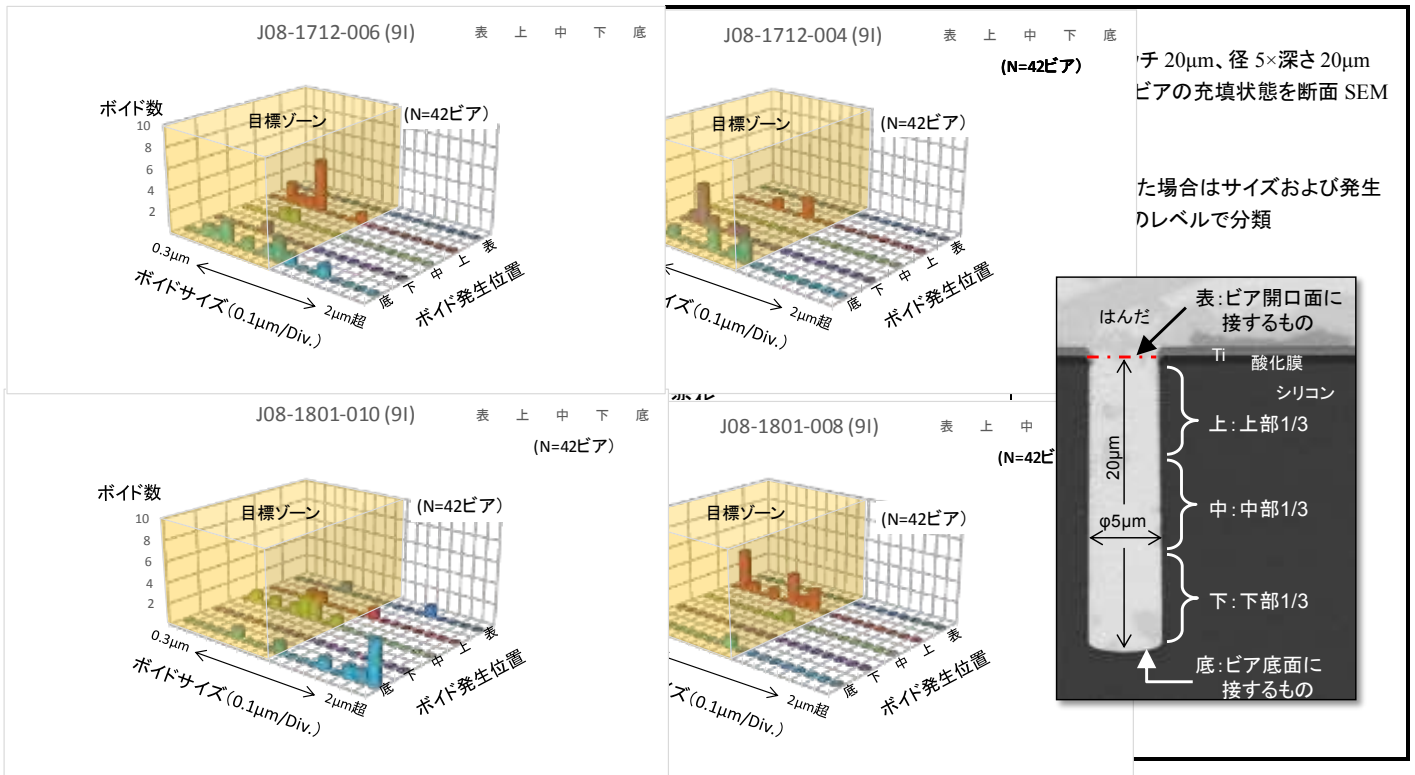 J08-1712-006 (9I)
表 上 中 下 底
ボイド数
(N=42ビア)
目標ゾーン
10
8
6
4
2
0.3μm
2μm超
ボイドサイズ(0.1μm/Div.)
底 下 中 上 表
ボイド発生位置
J08-1712-004 (9I)
表 上 中 下 底
(N=42ビア)
目標ゾーン
(N=42ビア)
2μm超
イズ(0.1μm/Div.)
底 下 中 上 表
ボイド発生位置
チ 20μm、径 5×深さ 20μm
ビアの充填状態を断面 SEM
た場合はサイズおよび発生
のレベルで分類
J08-1801-010 (9I)
表 上 中 下 底
(N=42ビア)
ボイド数
(N=42ビア)
目標ゾーン
10
8
6
4
2
0.3μm
2μm超
ボイドサイズ(0.1μm/Div.)
底 下 中 上 表
ボイド発生位置
J08-1801-008 (9I)
表 上 中
(N=42ビ
目標ゾーン
(N=42ビア)
2μm超
イズ(0.1μm/Div.)
底 下 中 上 表
ボイド発生位置
はんだ
表:ビア開口面に
接するもの
Ti
酸化膜
シリコン
上:上部1/3
20μm
中:中部1/3
φ5μm
下:下部1/3
底:ビア底面に
接するもの